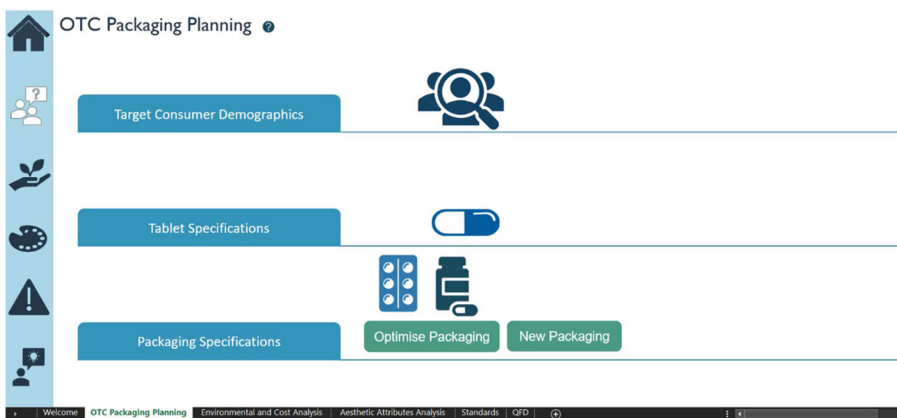 OTC Packaging Planning ?
?
Target Consumer Demographics
Tablet Specifications
Optimise Packaging New Packaging
Packaging Specifications
Welcome OTC Packaging Planning Environmental and Cost Analysis Aesthetic Attributes Analysis Standards QFD